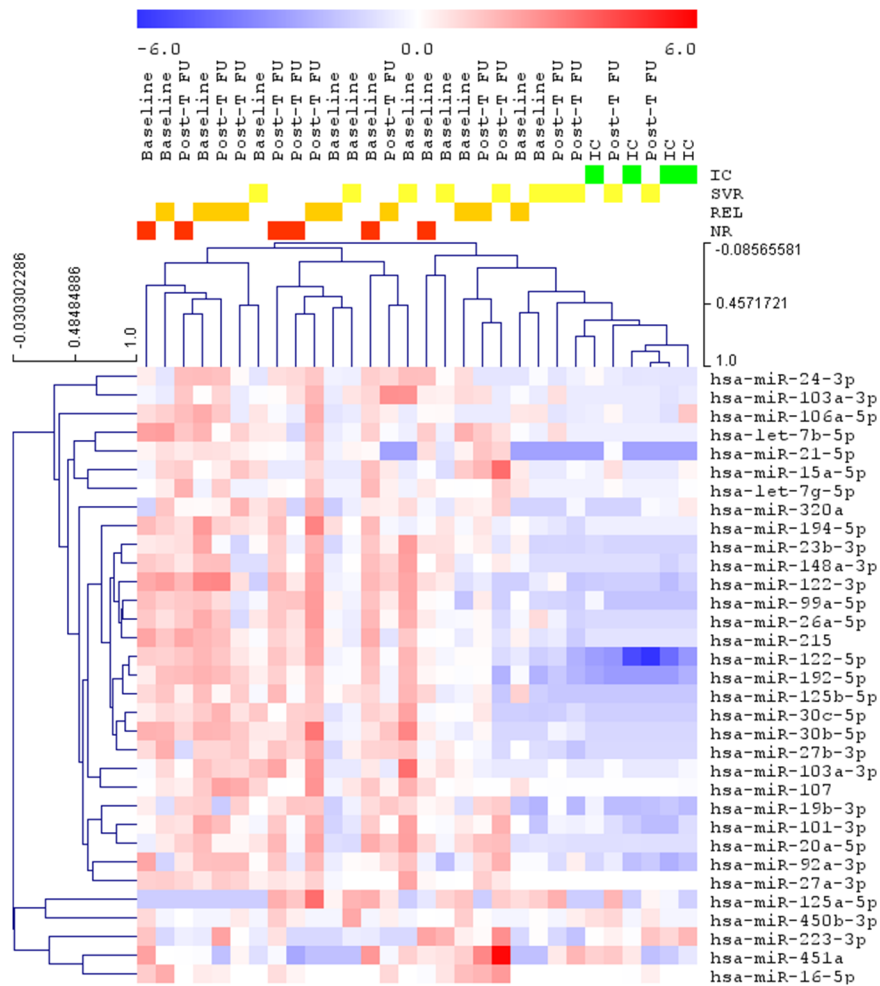 -6.0
0.0
6.0
Baseline
Baseline
Post-T FU
Baseline
Post-T FU
Post-T FU
Baseline
Post-T FU
Post-T FU
Post-T FU
Baseline
Baseline
Baseline
Post-T FU
Baseline
Baseline
Baseline
Baseline
Post-T FU
Post-T FU
Baseline
Baseline
Post-T FU
Post-T FU
IC
Post-T FU
IC
Post-T FU
IC
IC
IC
SVR
REL
NR
-0.08565581
0.4571721
1.0
-0.030302286
0.48484886
1.0
hsa-miR-24-3p
hsa-miR-103a-3p
hsa-miR-106a-5p
hsa-let-7b-5p
hsa-miR-21-5p
hsa-miR-15a-5p
hsa-let-7g-5p
hsa-miR-320a
hsa-miR-194-5p
hsa-miR-23b-3p
hsa-miR-148a-3p
hsa-miR-122-3p
hsa-miR-99a-5p
hsa-miR-26a-5p
hsa-miR-215
hsa-miR-122-5p
hsa-miR-192-5p
hsa-miR-125b-5p
hsa-miR-30c-5p
hsa-miR-30b-5p
hsa-miR-27b-3p
hsa-miR-103a-3p
hsa-miR-107
hsa-miR-19b-3p
hsa-miR-101-3p
hsa-miR-20a-5p
hsa-miR-92a-3p
hsa-miR-27a-3p
hsa-miR-125a-5p
hsa-miR-450b-3p
hsa-miR-223-3p
hsa-miR-451a
hsa-miR-16-5p